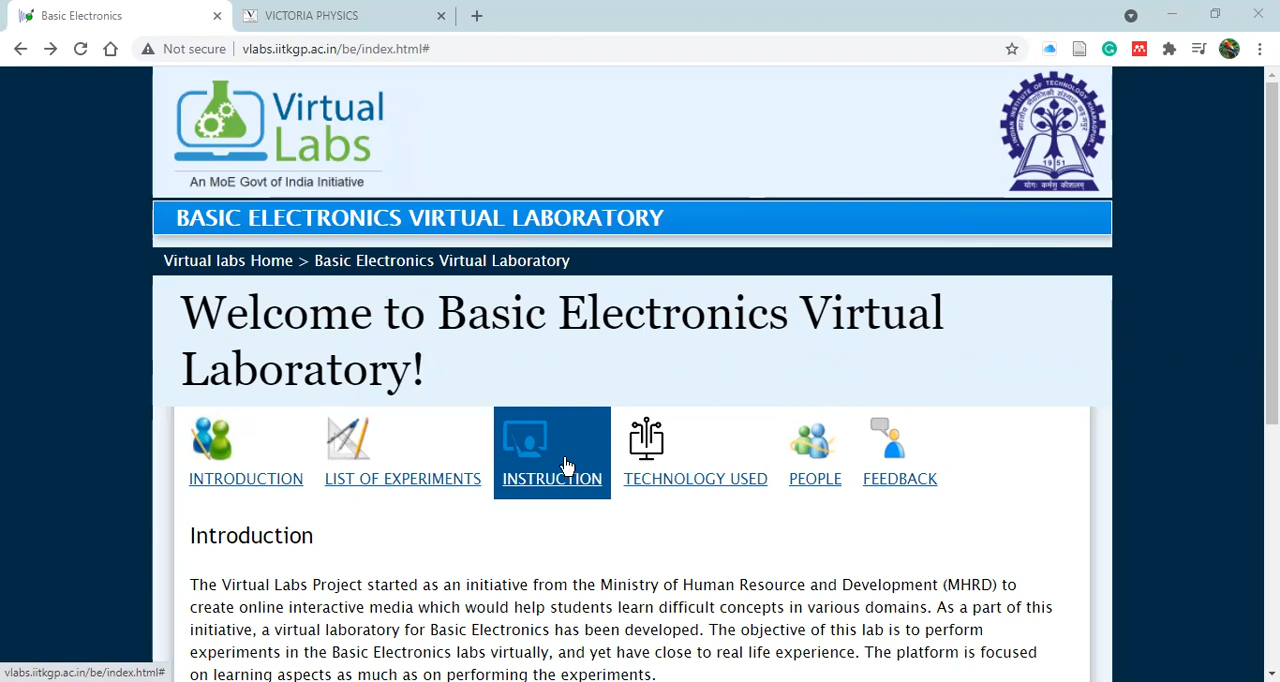 Basic Electronics
VICTORIA PHYSICS
Not secure
vlabs.iitkgp.ac.in/be/index.html#
Virtual
Labs
An MoE Govt of India Initiative
1951
BASIC ELECTRONICS VIRTUAL LABORATORY
Virtual labs Home > Basic Electronics Virtual Laboratory
Welcome to Basic Electronics Virtual
Laboratory!
INTRODUCTION
LIST OF EXPERIMENTS
INSTRUCTION
TECHNOLOGY USED
PEOPLE
FEEDBACK
Introduction
The Virtual Labs Project started as an initiative from the Ministry of Human Resource and Development (MHRD) to
create online interactive media which would help students learn difficult concepts in various domains. As a part of this
initiative, a virtual laboratory for Basic Electronics has been developed. The objective of this lab is to perform
experiments in the Basic Electronics labs virtually, and yet have close to real life experience. The platform is focused
on learning aspects as much as on performing the experiments.
vlabs.iitkgp.ac.in/be/index.html#